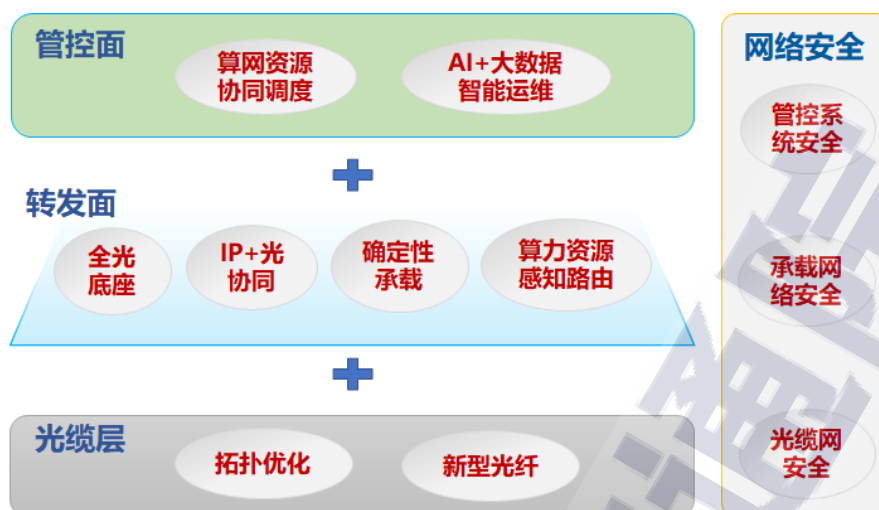 管控面
算网资源
协同调度
AI+大数据
智能运维
转发面
全光
底座
IP+光
协同
确定性
承载
算力资源
感知路由
光缆层
拓扑优化
新型光纤
网络安全
管控系
统安全
承载网
络安全
光缆网
安全